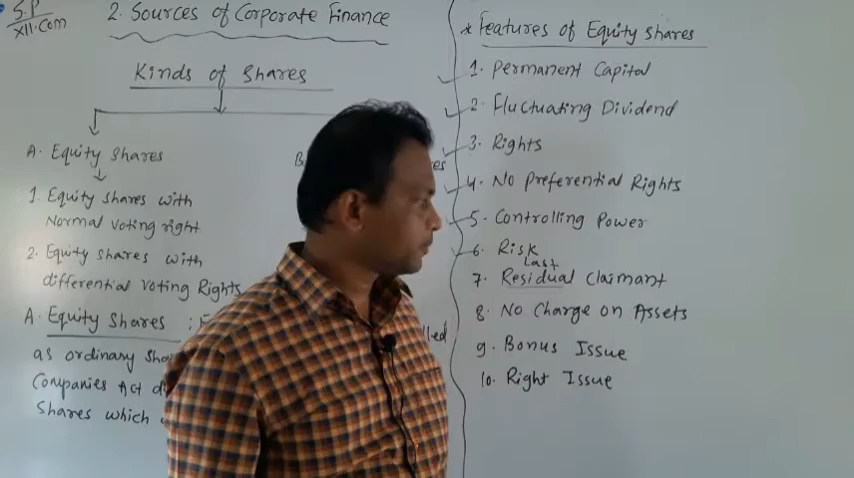 S.P
XII.Com
2. Sources of Corporate Finance
Kinds of Shares
A. Equity Shares
B
es
1. Equity shares with
Normal voting right
2. Equity shares with
differential voting Rights
A. Equity Shares : E
lled
as ordinary Sha
Companies Act d
Shares which
* Features of Equity shares
1. Permanent Capital
2. Fluctuating Dividend
3. Rights
4. No Preferential Rights
5. Controlling Power
6. Risk
Last
7. Residual Claimant
8. No Charge on Assets
9. Bonus Issue
10. Right Issue